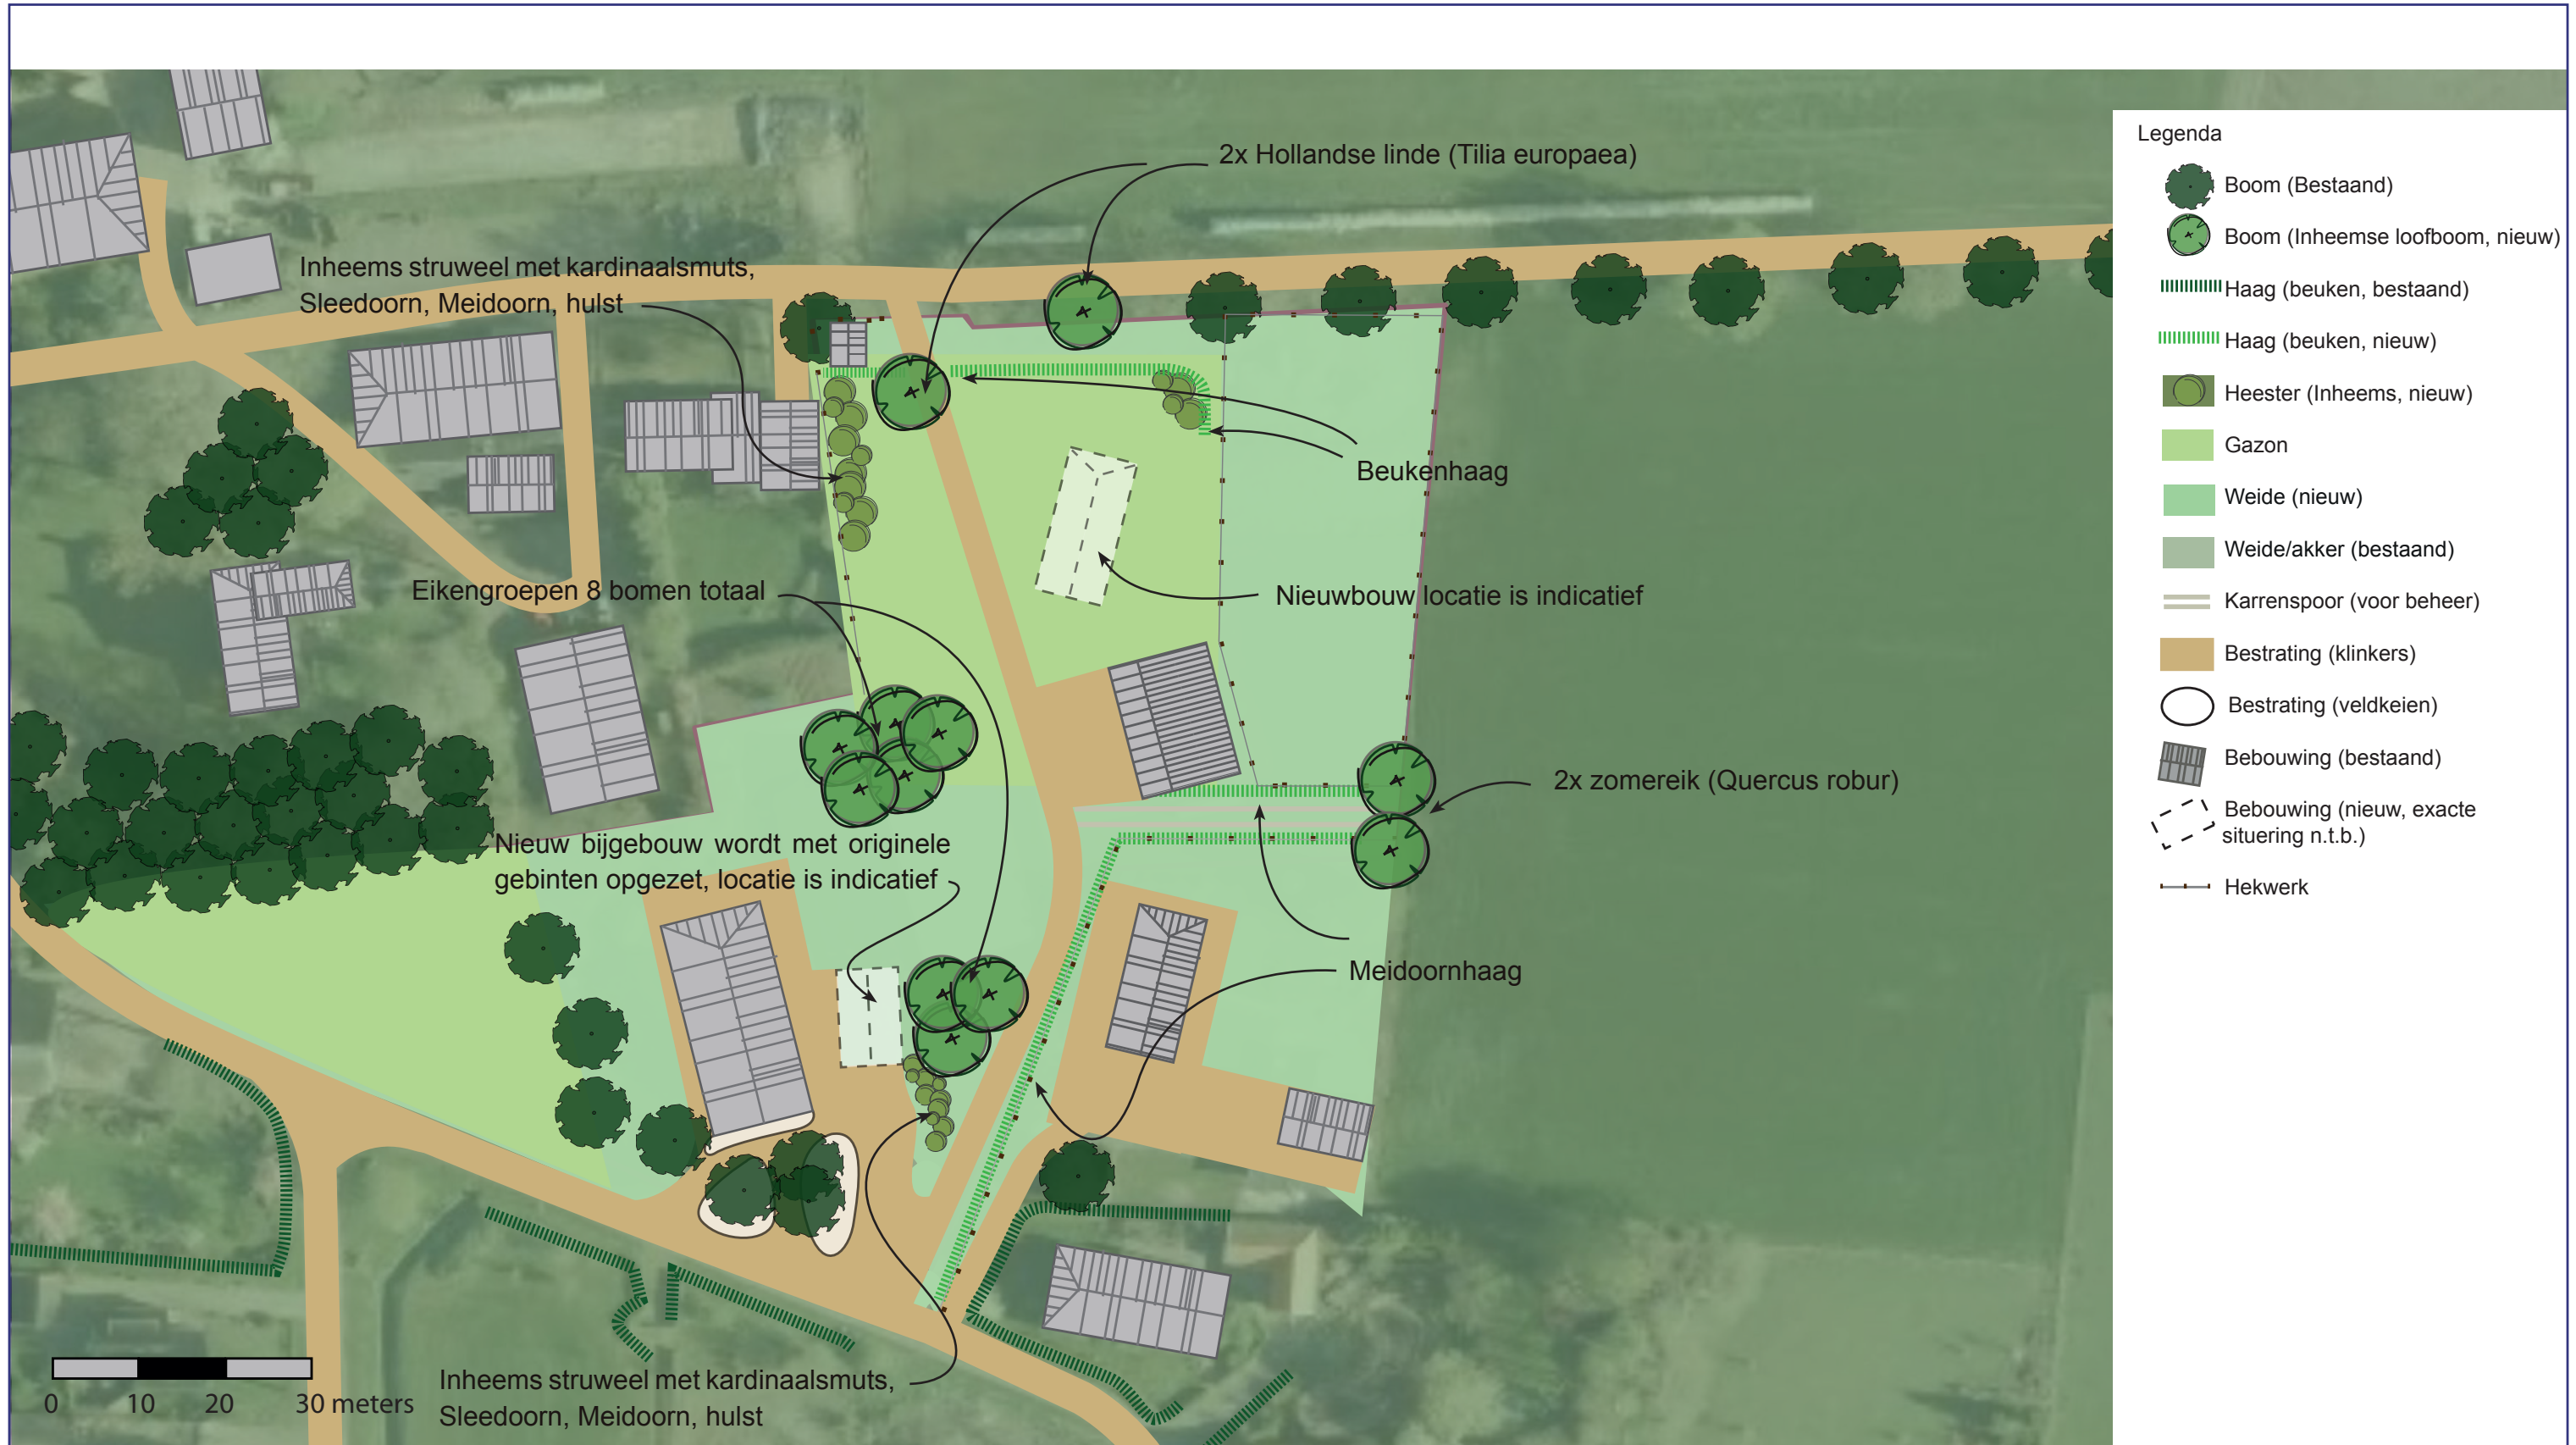 2x Hollandse linde (Tilia europaea)
Inheems struweel met kardinaalsmuts,
Sleedoorn, Meidoorn, hulst
Beukenhaag
Eikengroepen 8 bomen totaal
Nieuwbouw locatie is indicatief
2x zomereik (Quercus robur)
Nieuw bijgebouw wordt met originele
gebinten opgezet, locatie is indicatief
Meidoornhaag
Inheems struweel met kardinaalsmuts,
Sleedoorn, Meidoorn, hulst
0 10 20 30 meters
Legenda
Boom (Bestaand)
Boom (Inheemse loofboom, nieuw)
Haag (beuken, bestaand)
Haag (beuken, nieuw)
Heester (Inheems, nieuw)
Gazon
Weide (nieuw)
Weide/akker (bestaand)
Karrenspoor (voor beheer)
Bestrating (klinkers)
Bestrating (veldkeien)
Bebouwing (bestaand)
Bebouwing (nieuw, exacte
situering n.t.b.)
Hekwerk